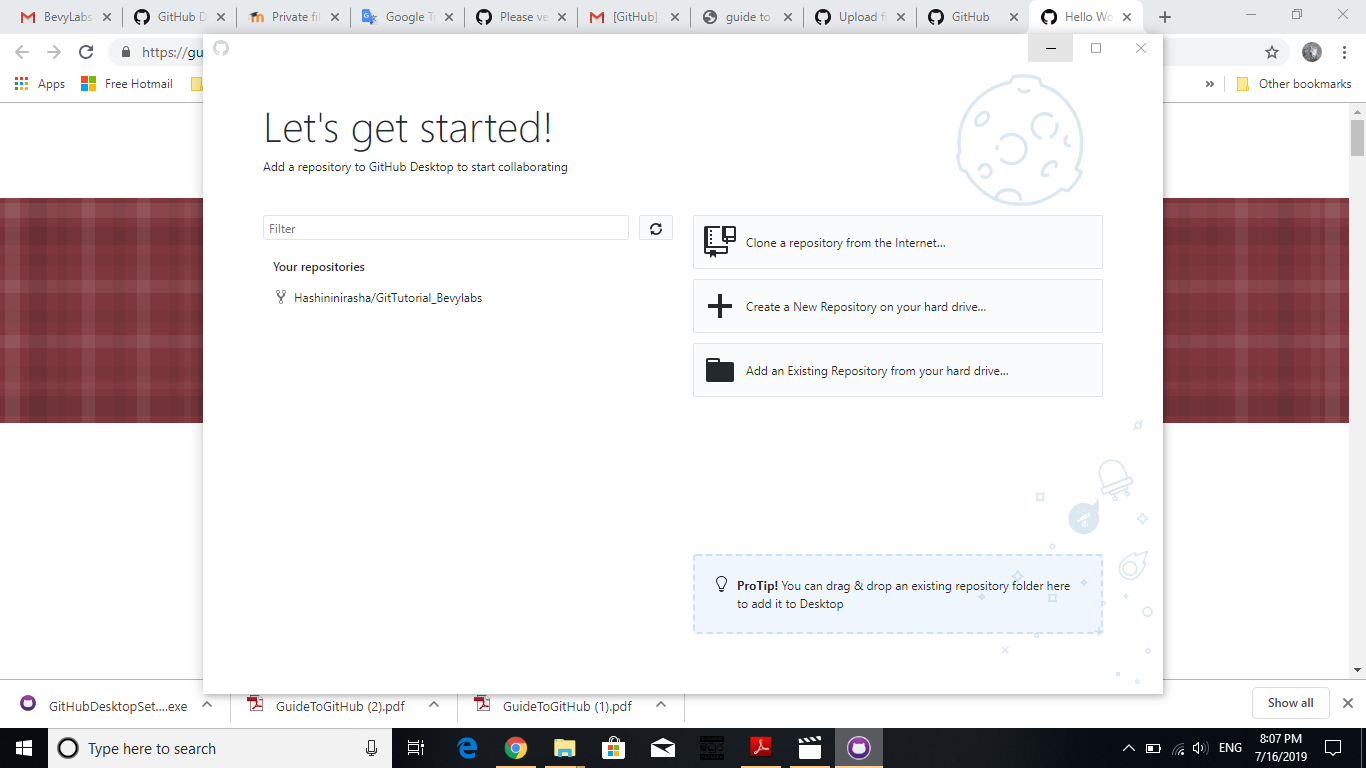 BevyLabs
GitHub D
Private fil
Google Tr
Please ve
[GitHub]
guide to
Upload fi
GitHub
Hello Wo
https://gu
Apps
Free Hotmail
»
Other bookmarks
Let's get started!
Add a repository to GitHub Desktop to start collaborating
Filter
Your repositories
Hashininirasha/GitTutorial_Bevylabs
Clone a repository from the Internet...
Create a New Repository on your hard drive...
Add an Existing Repository from your hard drive...
ProTip! You can drag & drop an existing repository folder here
to add it to Desktop
GitHubDesktopSet....exe
GuideToGitHub (2).pdf
GuideToGitHub (1).pdf
Show all
Type here to search
ENG
8:07 PM
7/16/2019